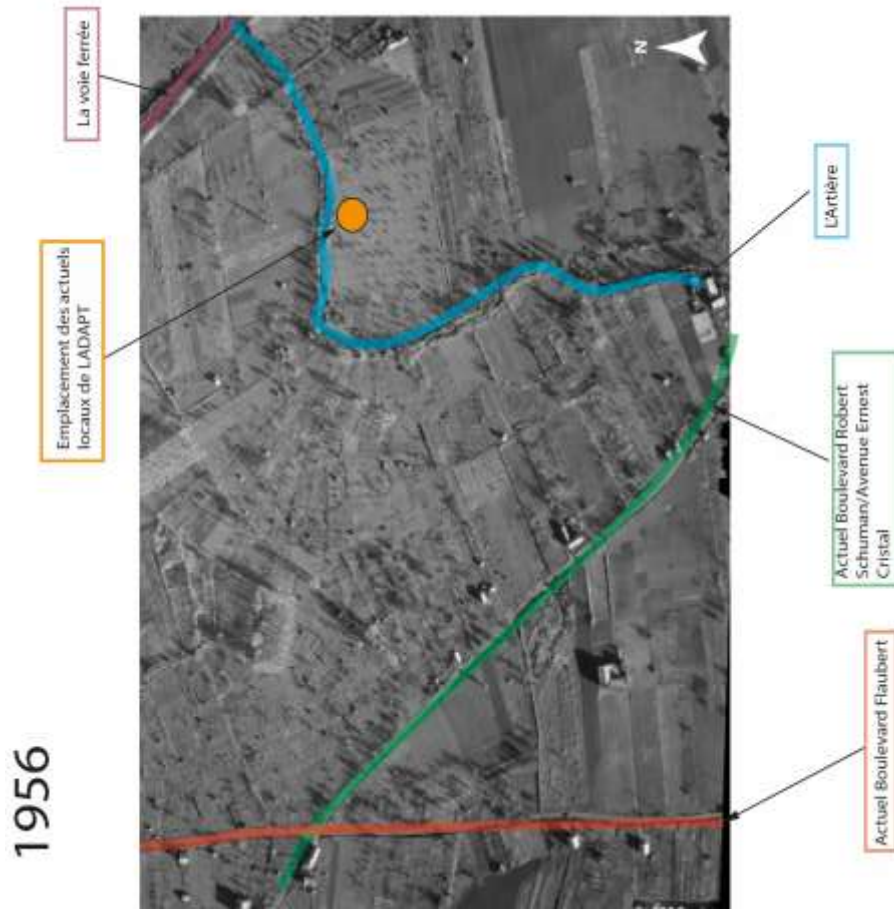 1956
La voie ferrée
Emplacement des actuels
locaux de LADAPT
N
L'Artière
Actuel Boulevard Robert
Schuman/Avenue Ernest
Cristal
Actuel Boulevard Flaubert